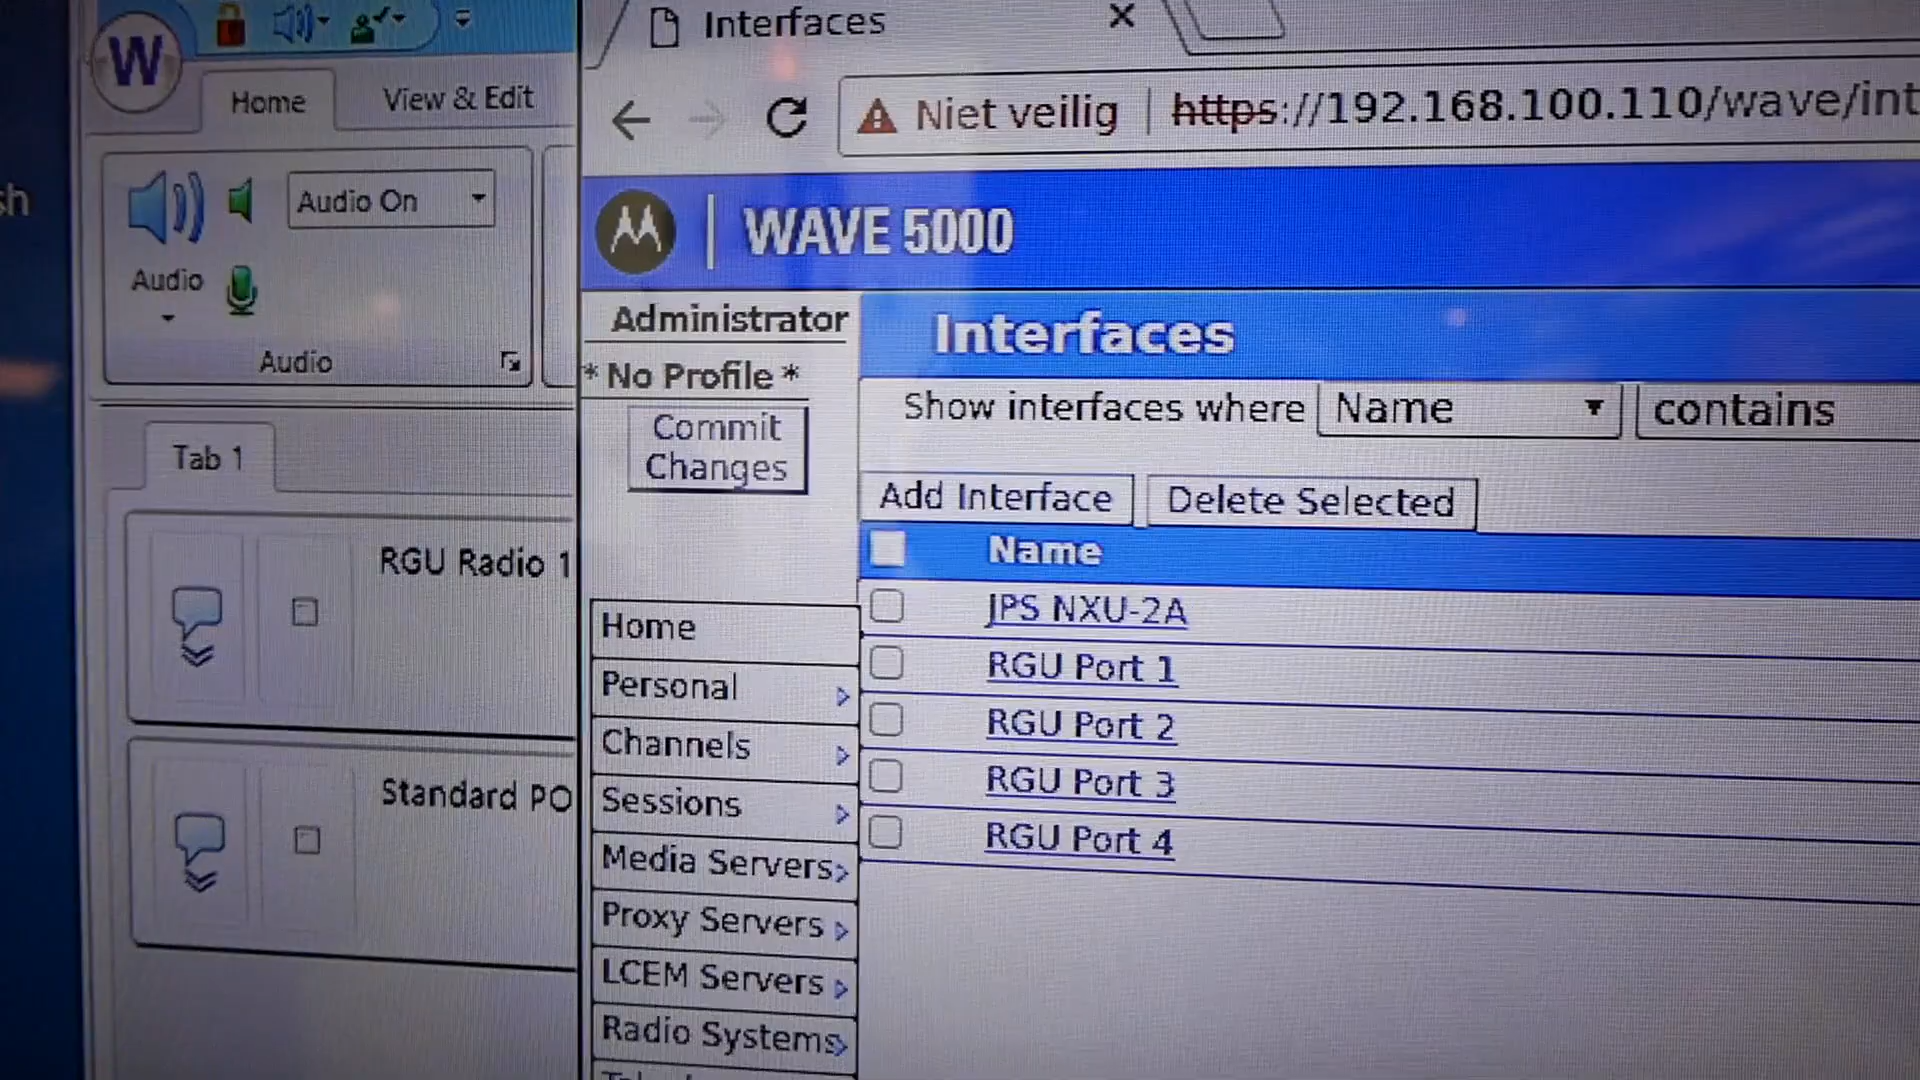 sh
W
Home
View & Edit
Audio On
Audio
Audio
Tab 1
RGU Radio 1
Standard PO
Interfaces
Niet veilig
https://192.168.100.110/wave/int
WAVE 5000
Administrator
* No Profile *
Commit
Changes
Home
Personal
Channels
Sessions
Media Servers
Proxy Servers
LCEM Servers
Radio Systems
Interfaces
Show interfaces where Name contains
Add Interface Delete Selected
Name
JPS NXU-2A
RGU Port 1
RGU Port 2
RGU Port 3
RGU Port 4